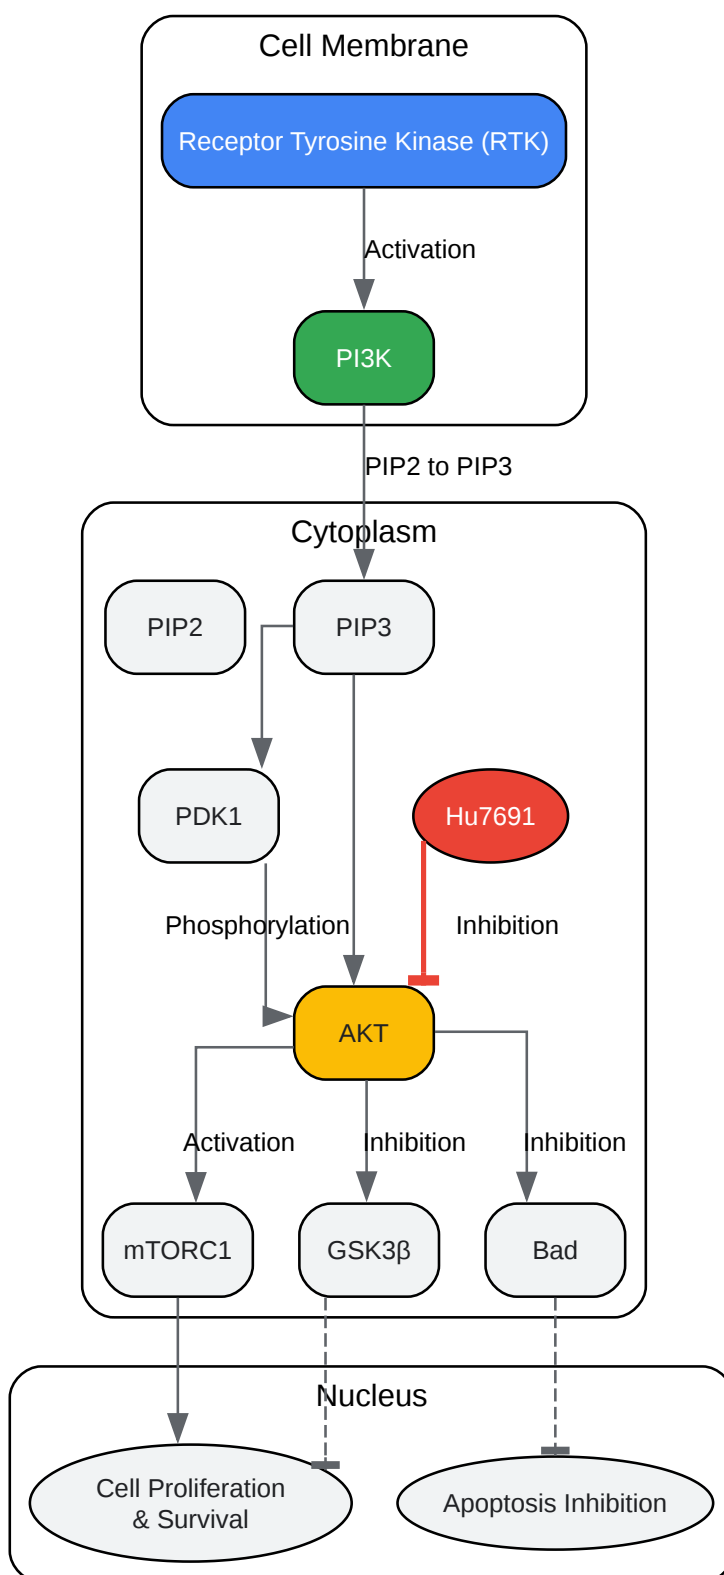 Cell Membrane
Receptor Tyrosine Kinase (RTK)
Activation
PI3K
PIP2 to PIP3
Cytoplasm
PIP2
PIP3
PDK1
Hu7691
Phosphorylation
Inhibition
AKT
Activation
Inhibition
Inhibition
mTORC1
GSK3β
Bad
Nucleus
Cell Proliferation
& Survival
Apoptosis Inhibition